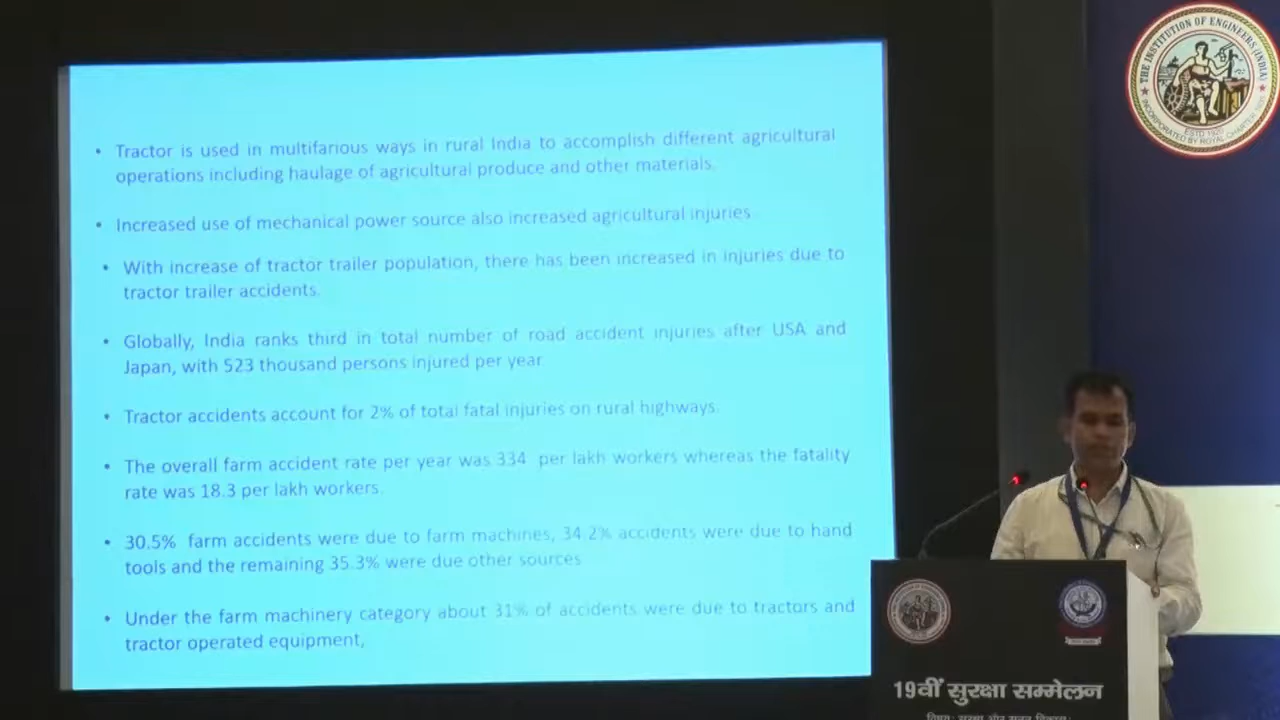 THE INSTITUTION OF ENGINEERS (INDIA)
ESTD 1920
INCORPORATED BY ROYAL CHARTER
• Tractor is used in multifarious ways in rural India to accomplish different agricultural
operations including haulage of agricultural produce and other materials.
• Increased use of mechanical power source also increased agricultural injuries
• With increase of tractor trailer population, there has been increased in injuries due to
tractor trailer accidents.
• Globally, India ranks third in total number of road accident injuries after USA and
Japan, with 523 thousand persons injured per year
• Tractor accidents account for 2% of total fatal injuries on rural highways.
• The overall farm accident rate per year was 334 per lakh workers whereas the fatality
rate was 18.3 per lakh workers
• 30.5% farm accidents were due to farm machines, 34.2% accidents were due to hand
tools and the remaining 35.3% were due other sources
• Under the farm machinery category about 31% of accidents were due to tractors and
tractor operated equipment,
19वीं सुरक्षा सम्मेलन